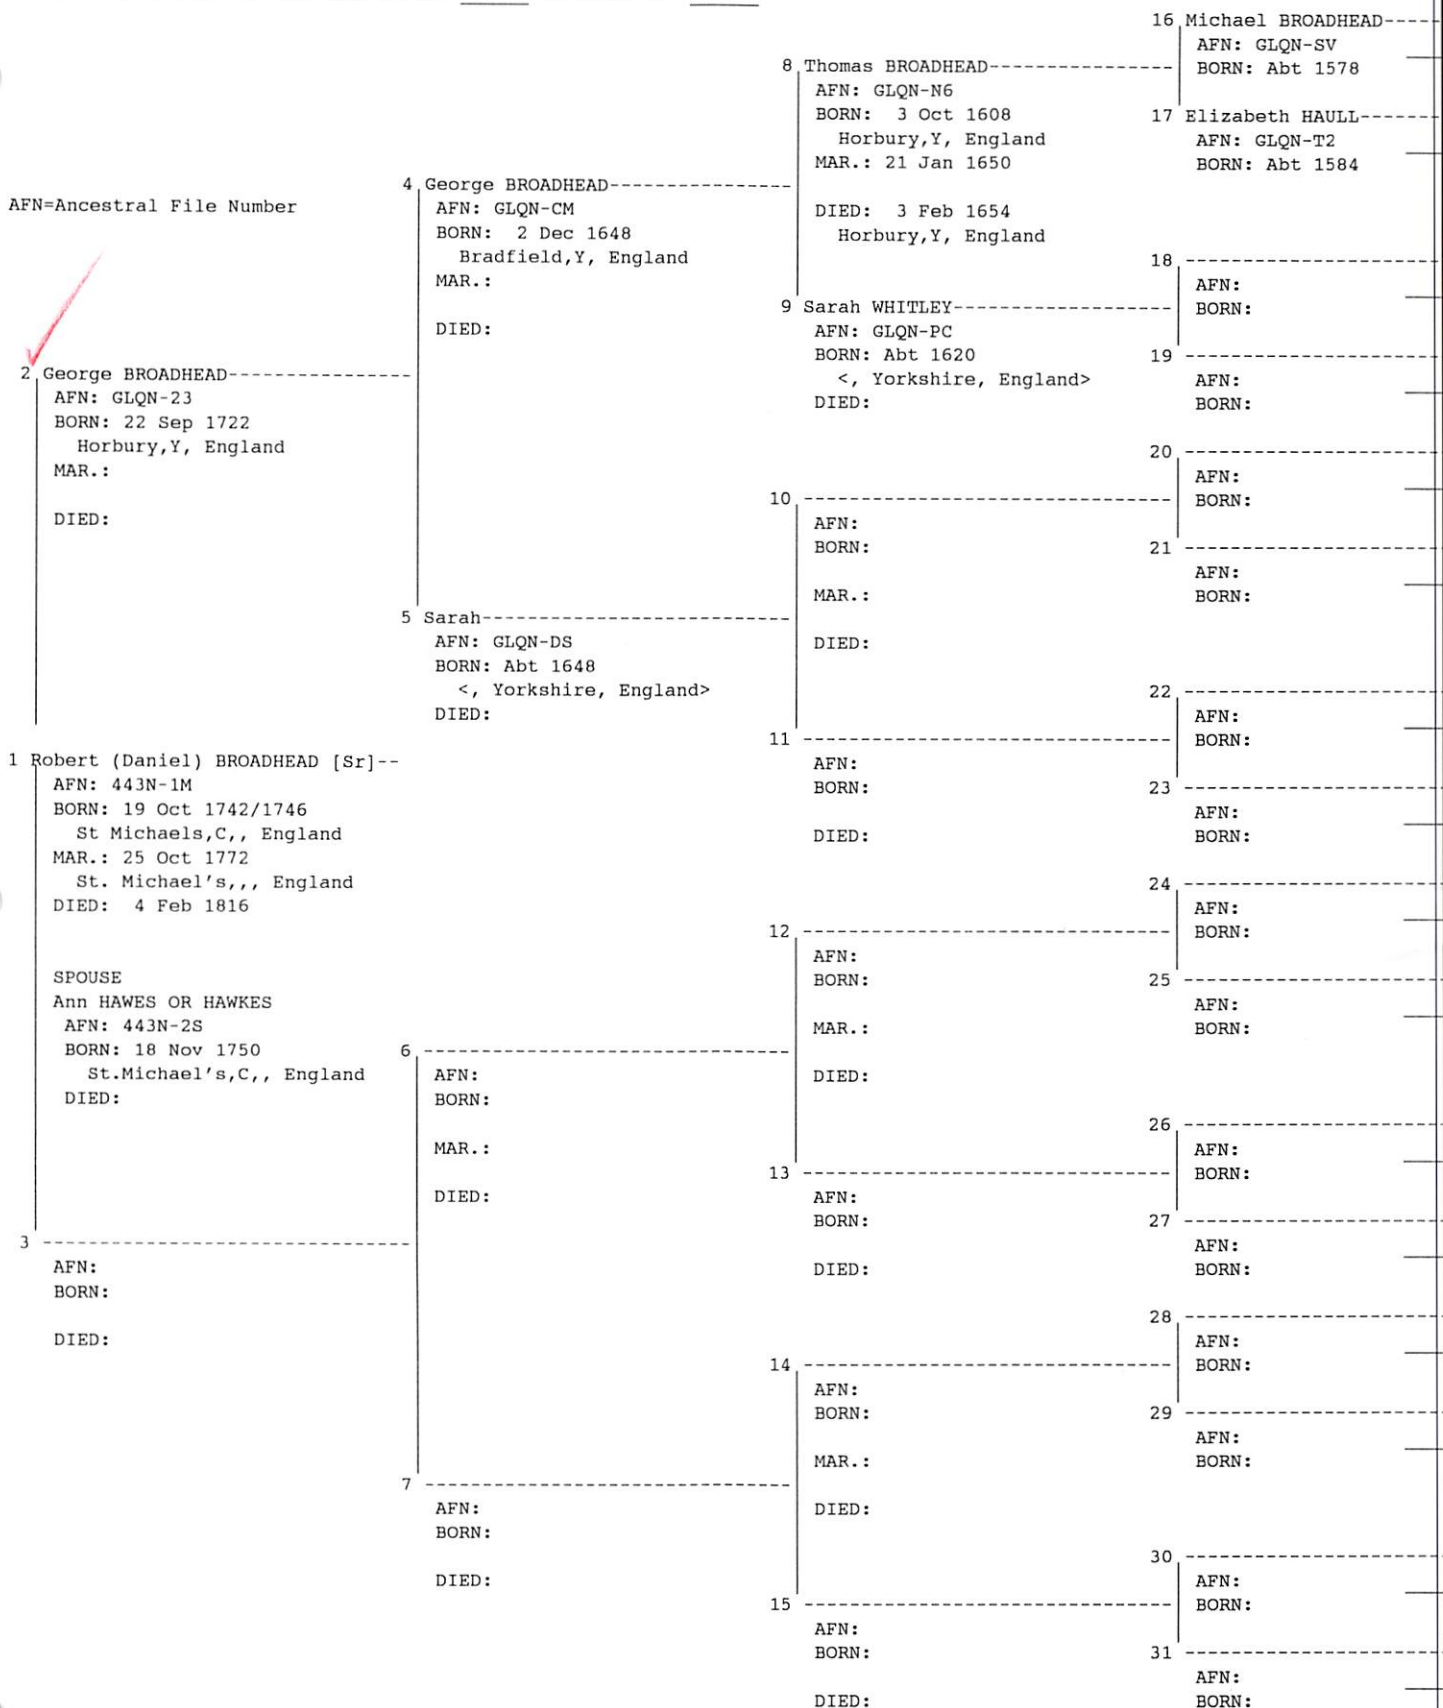 AFN=Ancestral File Number
2 George BROADHEAD----------------
AFN: GLQN-23
BORN: 22 Sep 1722
Horbury,Y, England
MAR.:
DIED:
1 Robert (Daniel) BROADHEAD [Sr]--
AFN: 443N-1M
BORN: 19 Oct 1742/1746
St Michaels,C,, England
MAR.: 25 Oct 1772
St. Michael's,,, England
DIED: 4 Feb 1816
SPOUSE
Ann HAWES OR HAWKES
AFN: 443N-2S
BORN: 18 Nov 1750
St.Michael's,C,, England
DIED:
3 --------------------------------
AFN:
BORN:
DIED:
4 George BROADHEAD----------------
AFN: GLQN-CM
BORN: 2 Dec 1648
Bradfield,Y, England
MAR.:
DIED:
5 Sarah---------------------------
AFN: GLQN-DS
BORN: Abt 1648
<, Yorkshire, England>
DIED:
6 --------------------------------
AFN:
BORN:
MAR.:
DIED:
7 --------------------------------
AFN:
BORN:
DIED:
8 Thomas BROADHEAD----------------
AFN: GLQN-N6
BORN: 3 Oct 1608
Horbury,Y, England
MAR.: 21 Jan 1650
DIED: 3 Feb 1654
Horbury,Y, England
9 Sarah WHITLEY-------------------
AFN: GLQN-PC
BORN: Abt 1620
<, Yorkshire, England>
DIED:
10 --------------------------------
AFN:
BORN:
MAR.:
DIED:
11 --------------------------------
AFN:
BORN:
DIED:
12 --------------------------------
AFN:
BORN:
MAR.:
DIED:
13 --------------------------------
AFN:
BORN:
DIED:
14 --------------------------------
AFN:
BORN:
MAR.:
DIED:
15 --------------------------------
AFN:
BORN:
DIED:
16 Michael BROADHEAD-----
AFN: GLQN-SV
BORN: Abt 1578
17 Elizabeth HAULL-------
AFN: GLQN-T2
BORN: Abt 1584
18 ----------------------
AFN:
BORN:
19 ----------------------
AFN:
BORN:
20 ----------------------
AFN:
BORN:
21 ----------------------
AFN:
BORN:
22 ----------------------
AFN:
BORN:
23 ----------------------
AFN:
BORN:
24 ----------------------
AFN:
BORN:
25 ----------------------
AFN:
BORN:
26 ----------------------
AFN:
BORN:
27 ----------------------
AFN:
BORN:
28 ----------------------
AFN:
BORN:
29 ----------------------
AFN:
BORN:
30 ----------------------
AFN:
BORN:
31 ----------------------
AFN:
BORN: